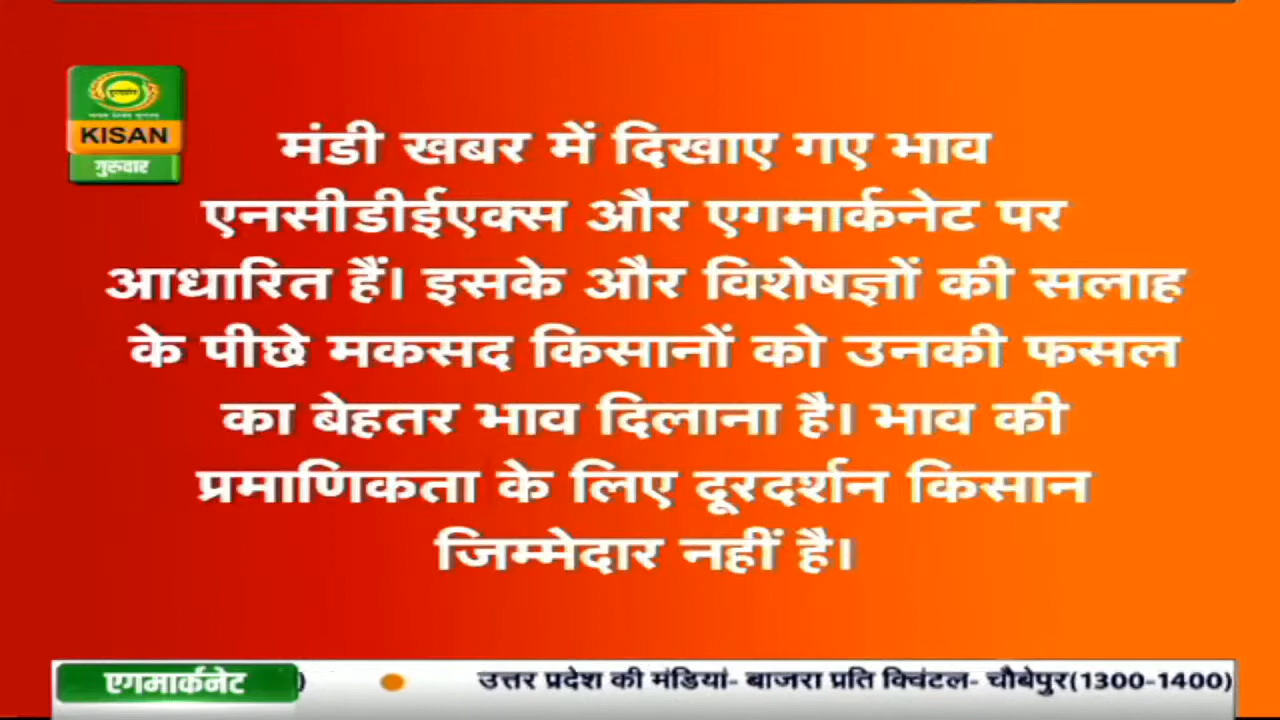 KISAN
गुरुवार
मंडी खबर में दिखाए गए भाव
एनसीडीईएक्स और एगमार्कनेट पर
आधारित हैं। इसके और विशेषज्ञों की सलाह
के पीछे मकसद किसानों को उनकी फसल
का बेहतर भाव दिलाना है। भाव की
प्रमाणिकता के लिए दूरदर्शन किसान
जिम्मेदार नहीं है।
एगमार्कनेट ) उत्तर प्रदेश की मंडियां- बाजरा प्रति क्विंटल- चौबेपुर(1300-1400)